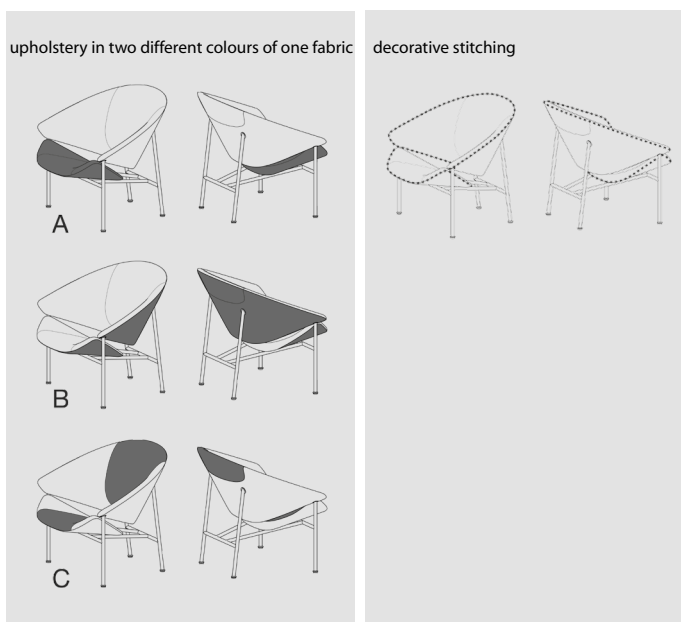 upholstery in two different colours of one fabric
decorative stitching
A
B
C